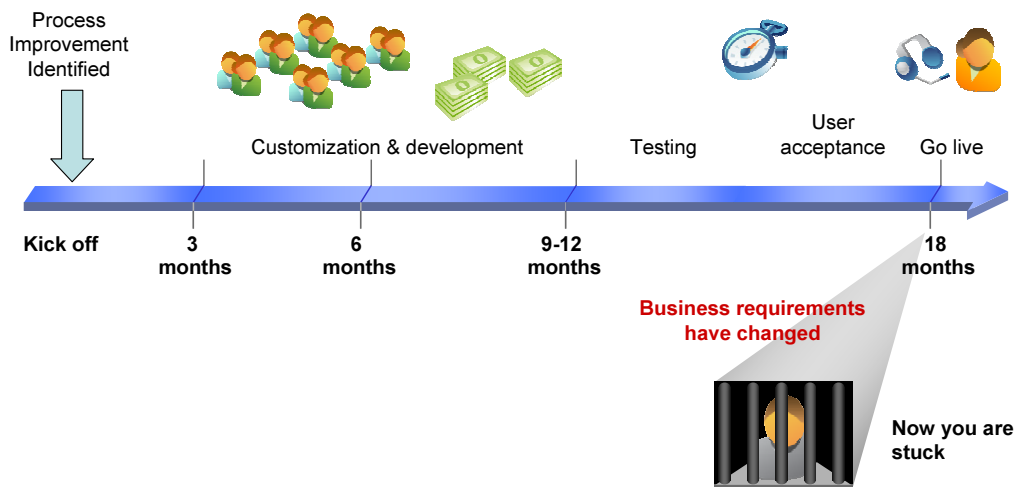 Process
Improvement
Identified
Customization & development
Testing
User
acceptance
Go live
Kick off
3
months
6
months
9-12
months
18
months
Business requirements
have changed
Now you are
stuck